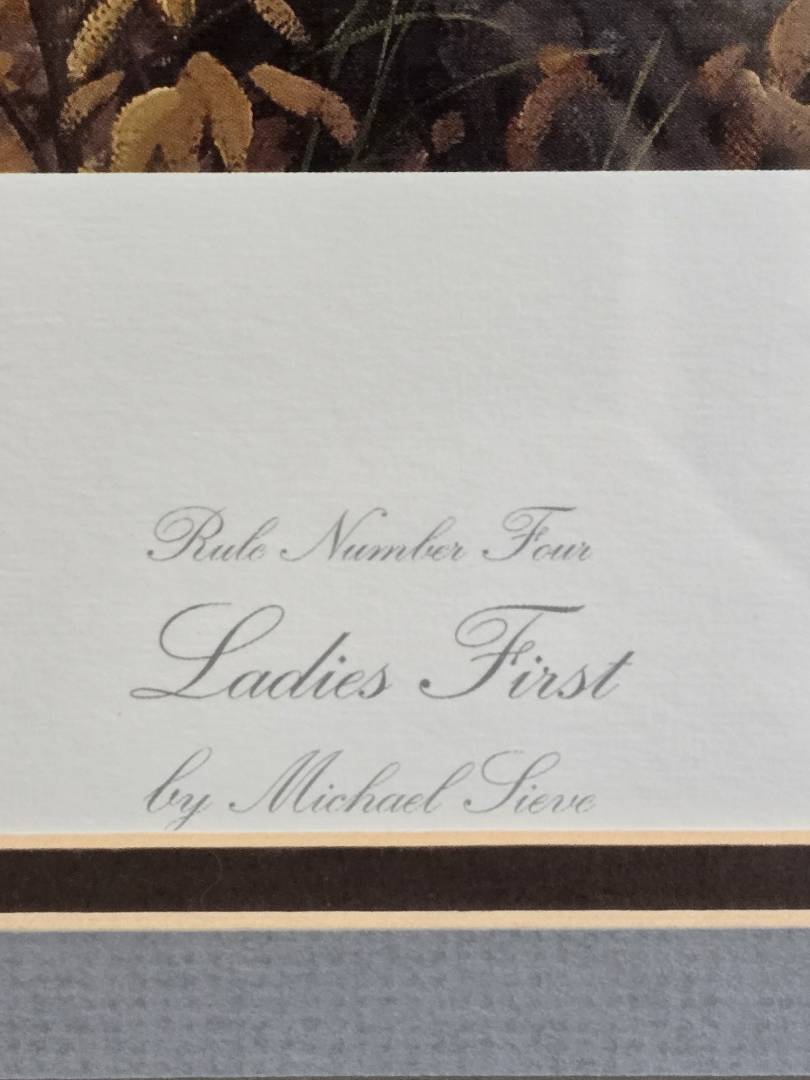 Rule Number Four
Ladies First
by Michael Sieve